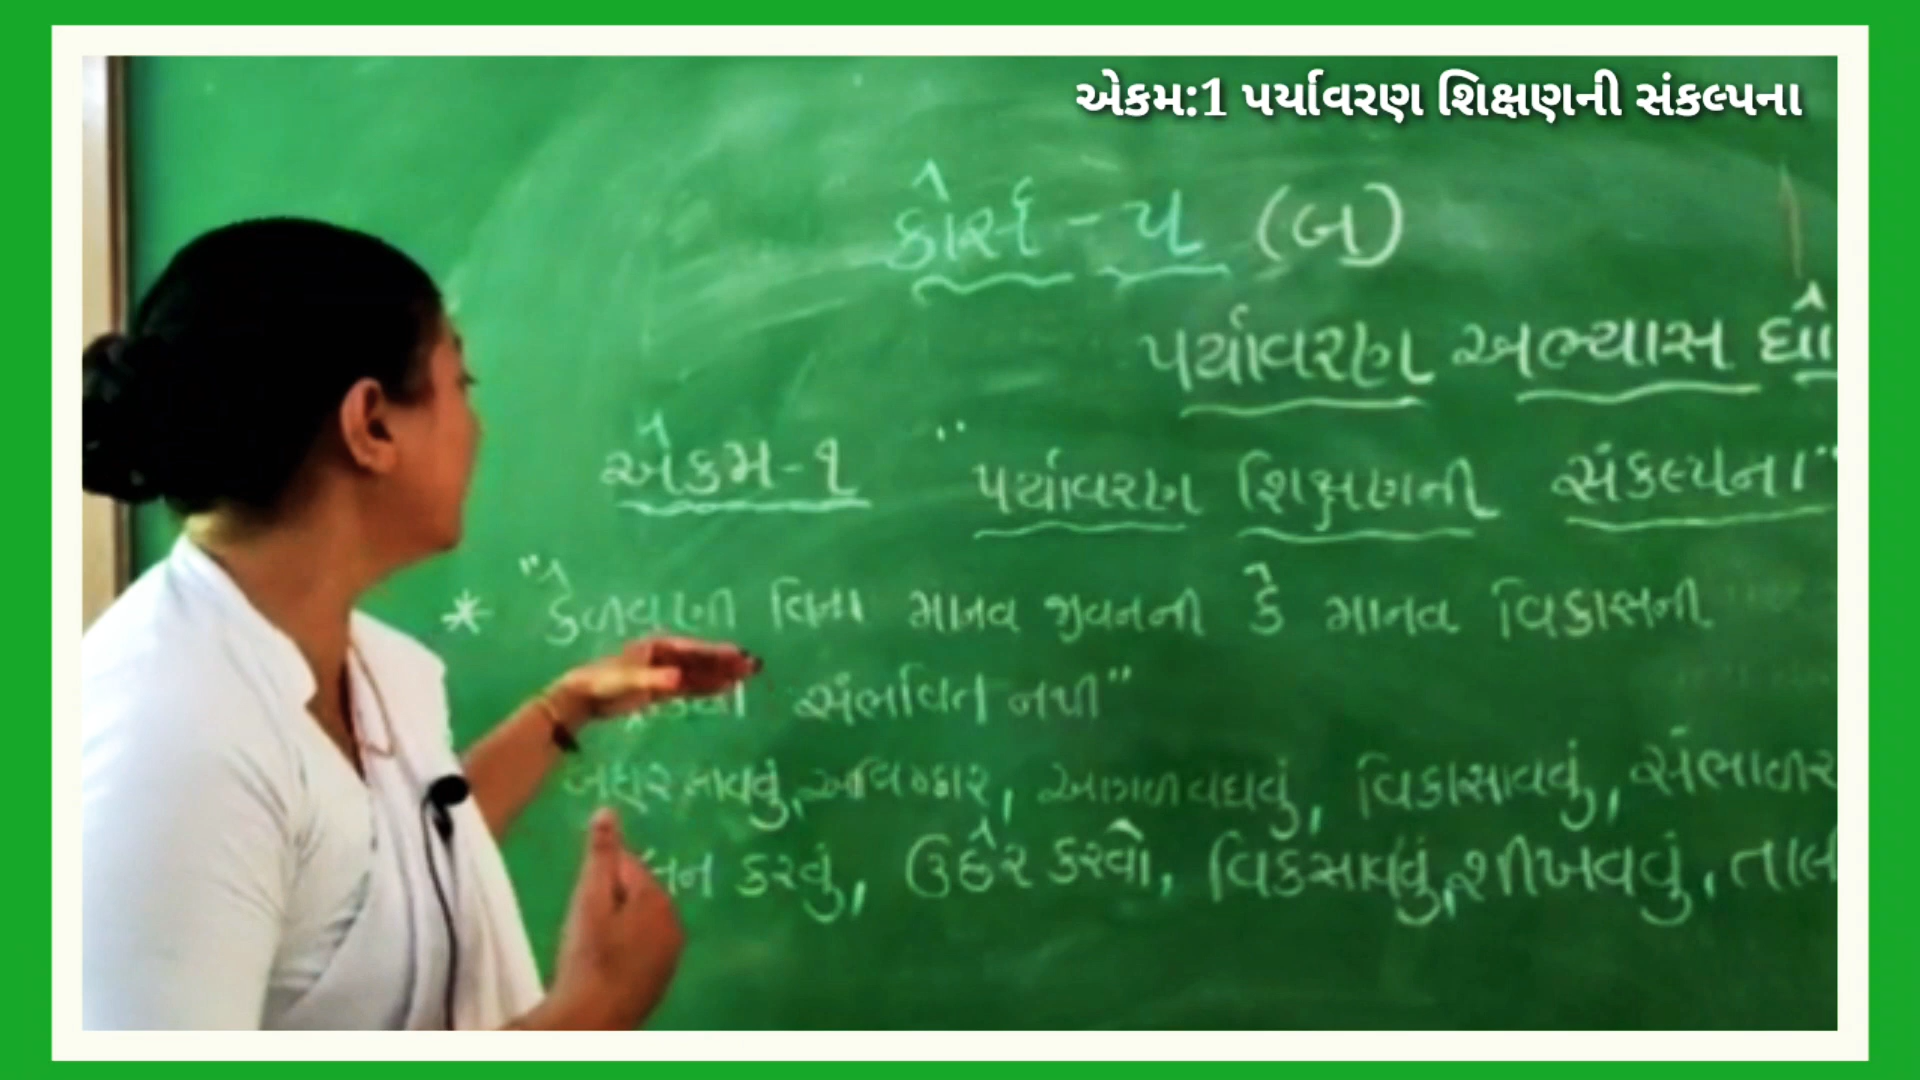 એકમ:1 પર્યાવરણ શિક્ષણની સંકલ્પના
કોર્સ - ૫ (બ)
પર્યાવરણ અભ્યાસ
એકમ-૧ "પર્યાવરણ શિક્ષણની સંકલ્પના"
* "કેળવણી વિના માનવ જીવનની કે માનવ વિકાસની
સંભવિત નથી"
બહાર લાવવું, આવિષ્કાર, આગળ વધવું, વિકાસાવવું,
કરવું, ઉછેર કરવો, વિકસાવવું, શીખવવું,